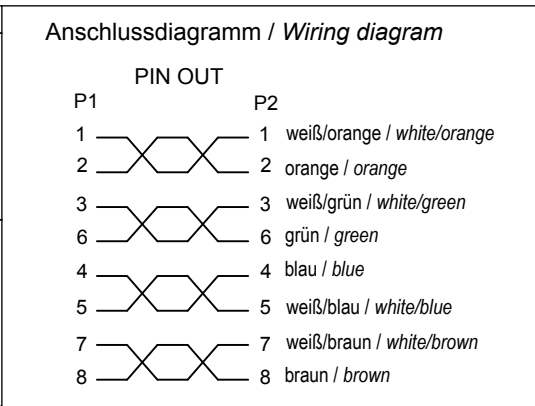 Anschlussdiagramm / Wiring diagram
PIN OUT
P1 P2
1 1 weiß/orange / white/orange
2 2 orange / orange
3 3 weiß/grün / white/green
6 6 grün / green
4 4 blau / blue
5 5 weiß/blau / white/blue
7 7 weiß/braun / white/brown
8 8 braun / brown